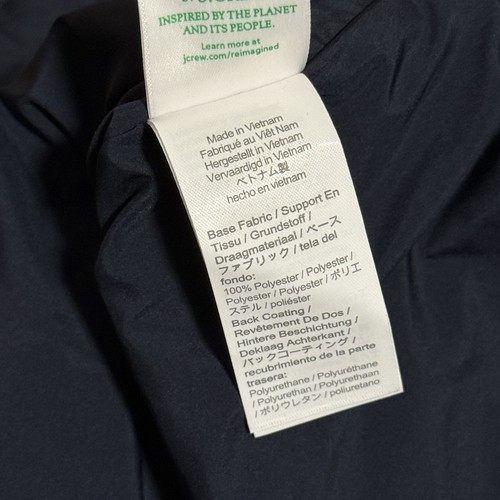 INSPIRED BY THE PLANET
AND ITS PEOPLE.
Learn more at
jcrew.com/reimagined
Made in Vietnam
Fabriqué au Viêt Nam
Hergestellt in Vietnam
Vervaardigd in Vietnam
ベトナム製
hecho en vietnam
Base Fabric / Support En
Tissu / Grundstoff /
Draagmateriaal / ベース
ファブリック / tela del
fondo:
100% Polyester / Polyester /
Polyester / Polyester / ポリエ
ステル / poliéster
Back Coating /
Revêtement De Dos /
Hintere Beschichtung /
Deklaag Achterkant /
バックコーティング /
recubrimiento de la parte
trasera:
Polyurethane / Polyuréthane
/ Polyurethan / Polyurethaan
/ ポリウレタン / poliuretano